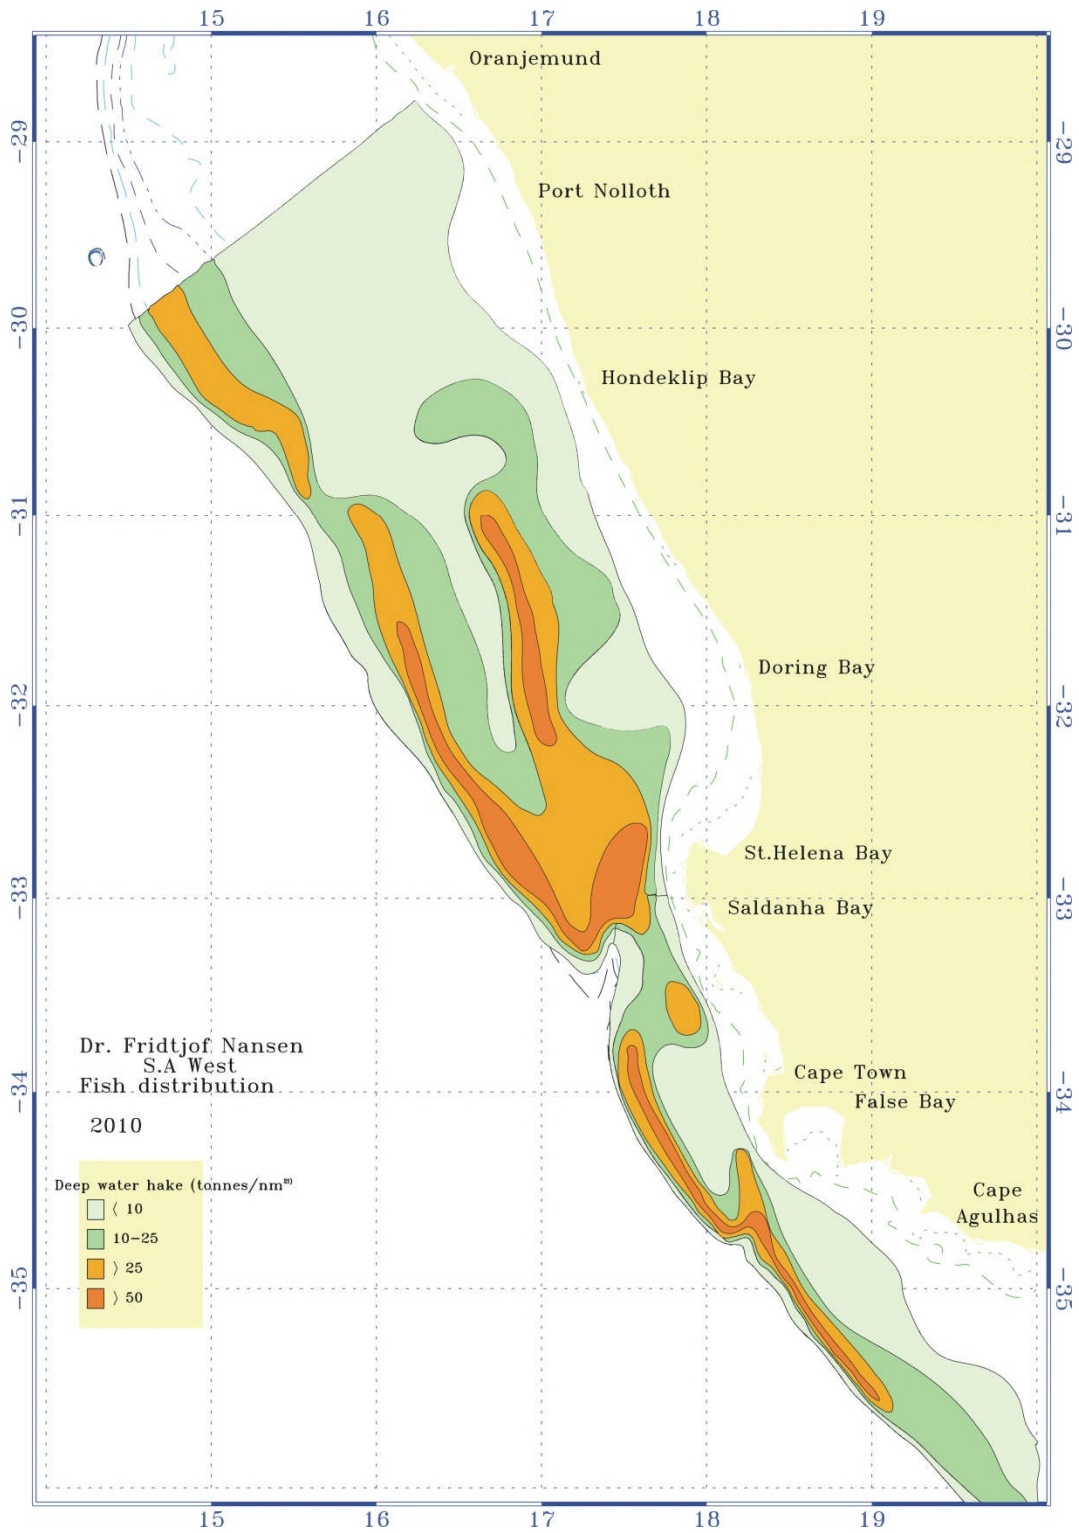 15 16 17 18 19
Oranjemund
-29 -29
Port Nolloth
-30 -30
Hondeklip Bay
-31 -31
Doring Bay
-32 -32
St.Helena Bay
-33 -33
Saldanha Bay
Dr. Fridtjof Nansen
S.A West
Fish distribution
2010
Cape Town
-34 -34
False Bay
Deep water hake (tonnes/nm²)
⟨ 10
10-25
⟩ 25
⟩ 50
Cape
Agulhas
-35 -35
15 16 17 18 19